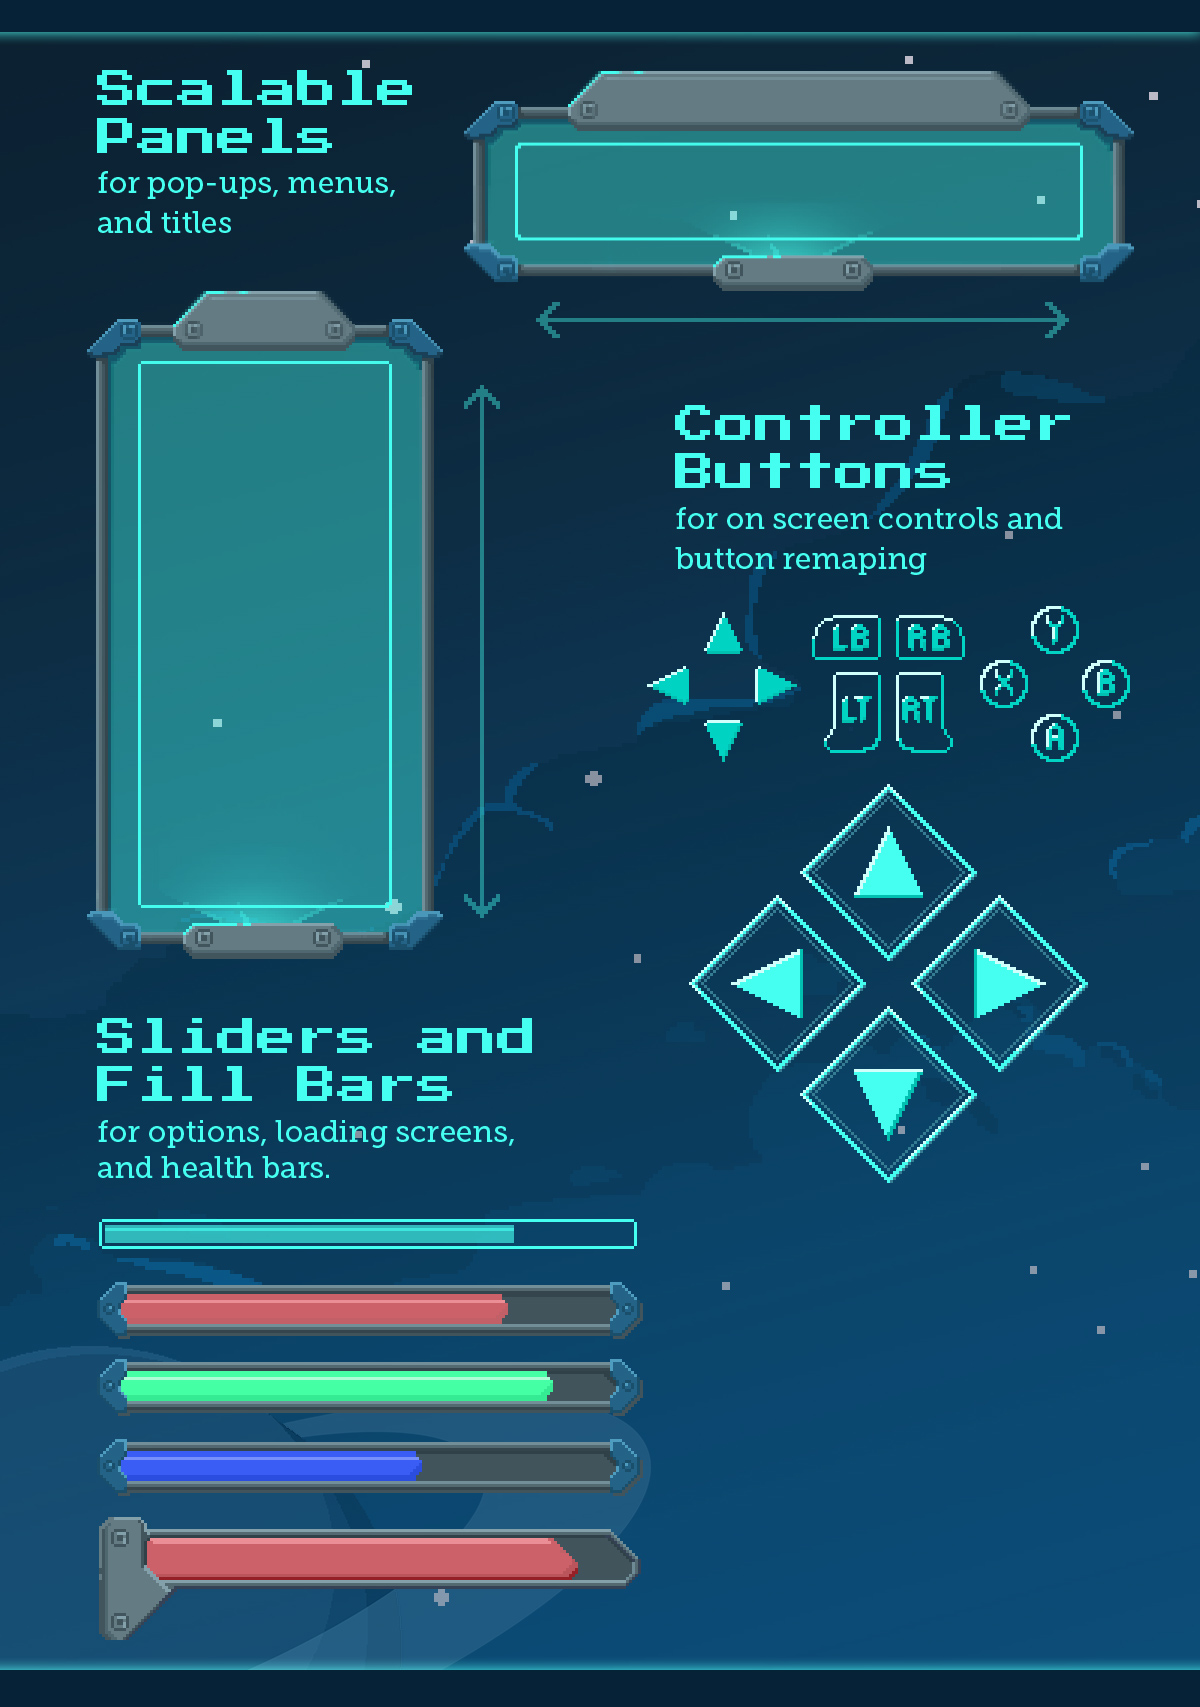 Scalable
Panels
for pop-ups, menus,
and titles
Controller
Buttons
for on screen controls and
button remaping
LB RB
LT RT
Y
X B
A
Sliders and
Fill Bars
for options, loading screens,
and health bars.